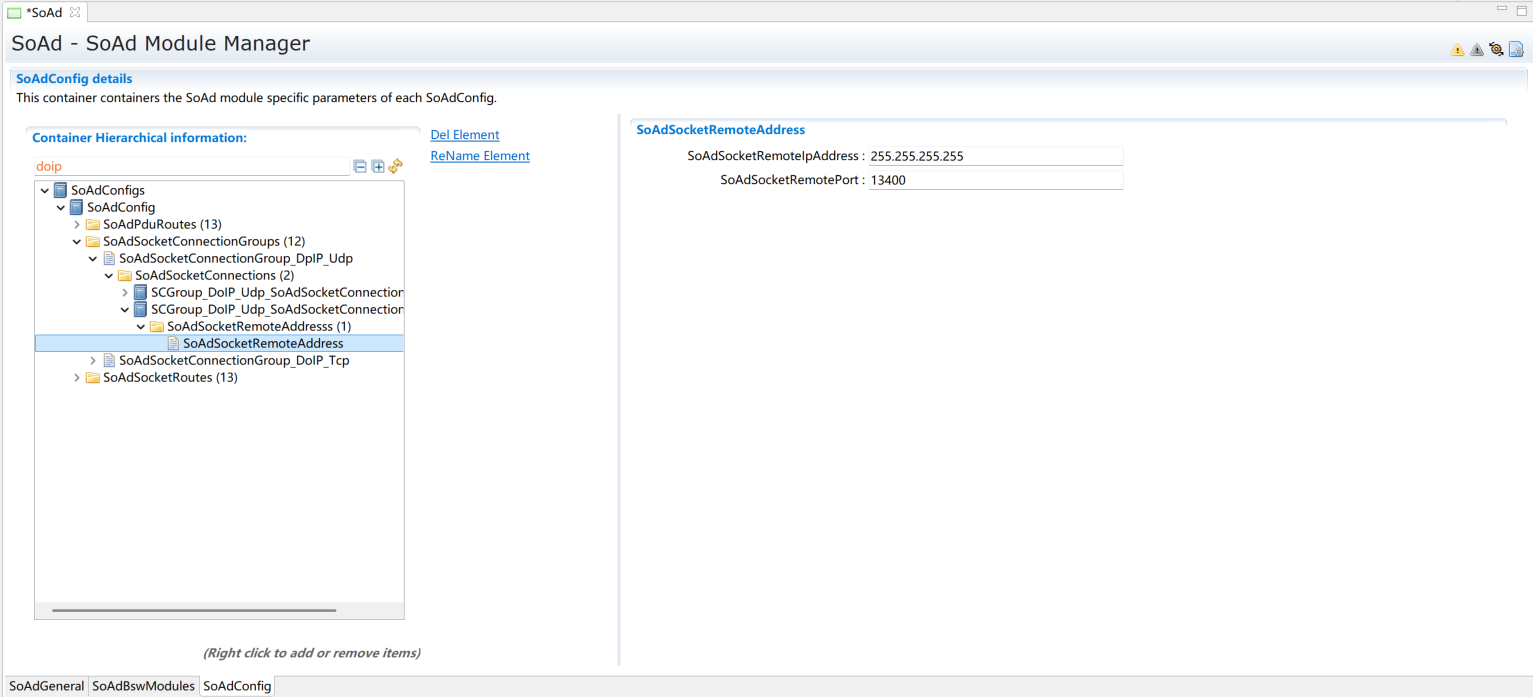 *SoAd
SoAd - SoAd Module Manager
SoAdConfig details
This container containers the SoAd module specific parameters of each SoAdConfig.
Container Hierarchical information:
doip
Del Element
ReName Element
SoAdConfigs
SoAdConfig
SoAdPduRoutes (13)
SoAdSocketConnectionGroups (12)
SoAdSocketConnectionGroup_DpIP_Udp
SoAdSocketConnections (2)
SCGroup_DoIP_Udp_SoAdSocketConnection
SCGroup_DoIP_Udp_SoAdSocketConnection
SoAdSocketRemoteAddresss (1)
SoAdSocketRemoteAddress
SoAdSocketConnectionGroup_DoIP_Tcp
SoAdSocketRoutes (13)
(Right click to add or remove items)
SoAdSocketRemoteAddress
SoAdSocketRemoteIpAddress : 255.255.255.255
SoAdSocketRemotePort : 13400
SoAdGeneral SoAdBswModules SoAdConfig